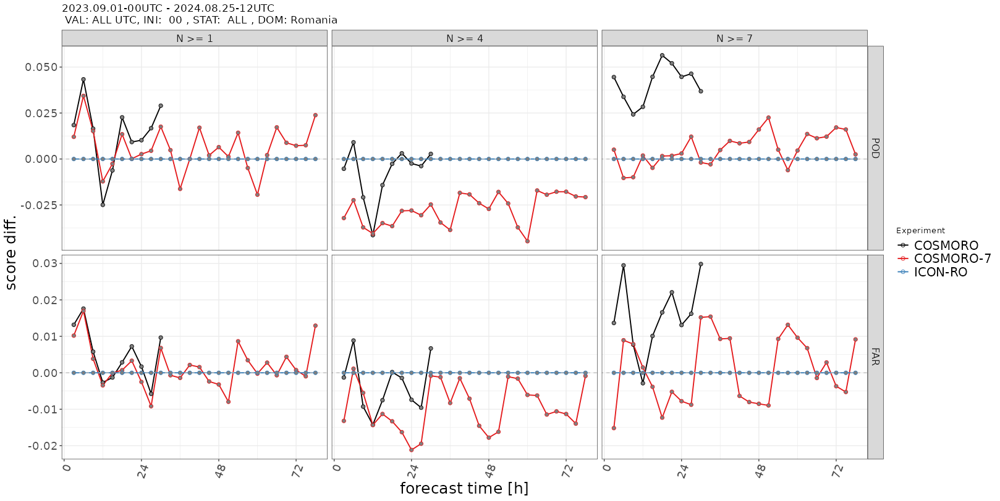 2023.09.01-00UTC - 2024.08.25-12UTC
VAL: ALL UTC, INI:  00 , STAT:  ALL , DOM: Romania
N >= 1
N >= 4
N >= 7
0.050
0.025
0.000
-0.025
POD
score diff.
0.03
0.02
0.01
0.00
-0.01
-0.02
FAR
0
24
48
72
0
24
48
72
0
24
48
72
forecast time [h]
Experiment
COSMORO
COSMORO-7
ICON-RO